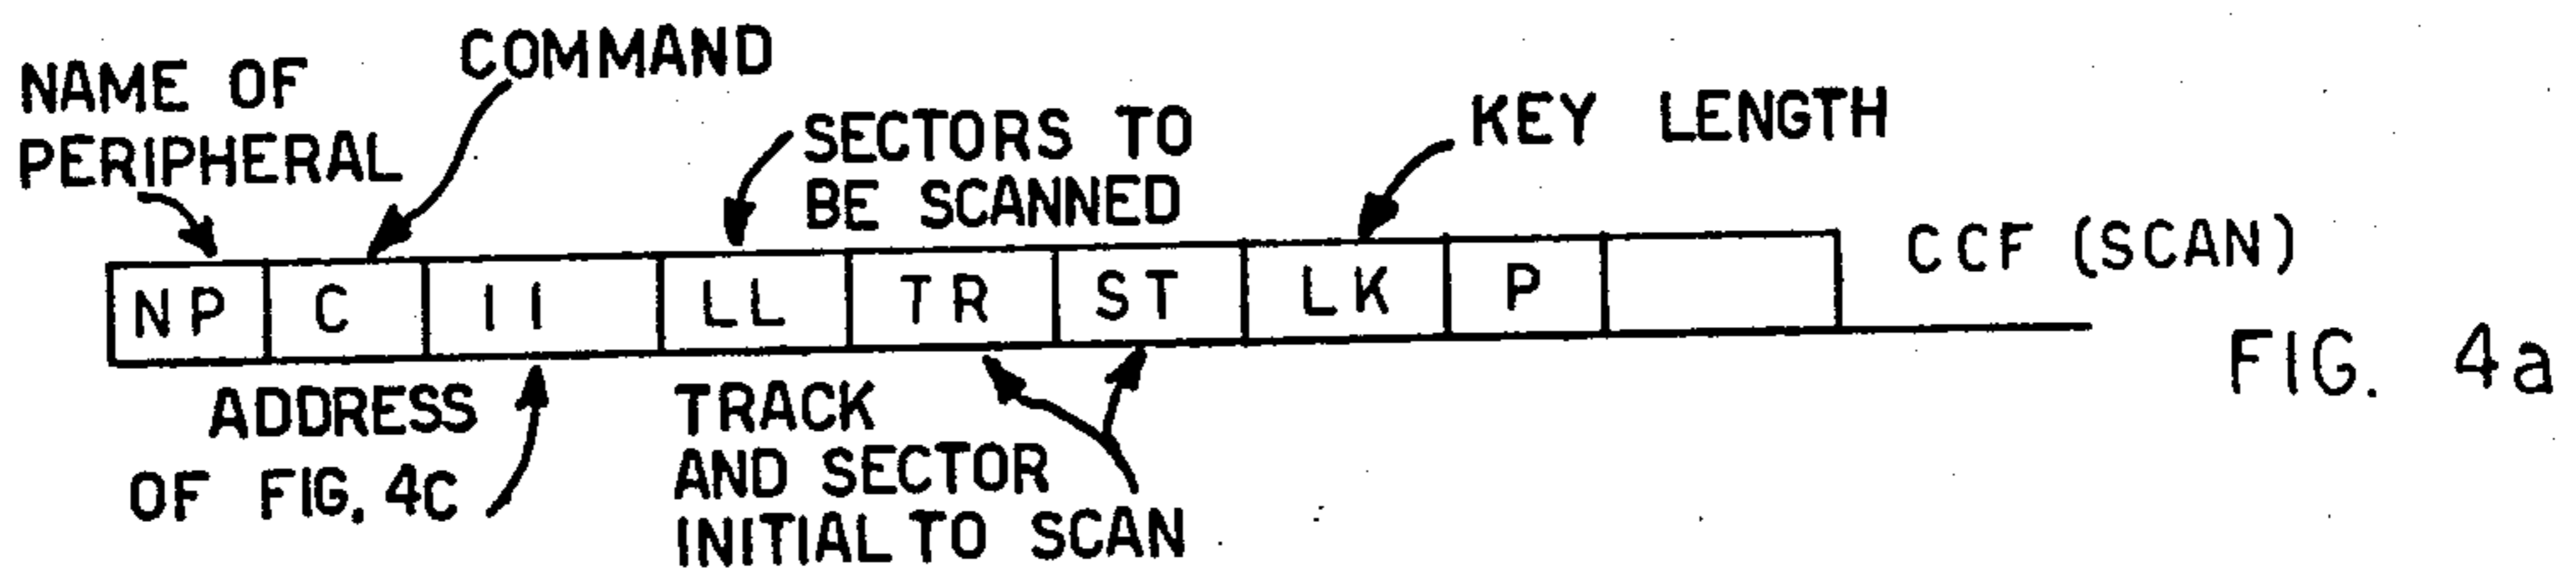 NAME OF
PERIPHERAL
COMMAND
SECTORS TO
BE SCANNED
KEY LENGTH
NP C II LL TR ST LK P
CCF (SCAN)
ADDRESS
OF FIG. 4C
TRACK
AND SECTOR
INITIAL TO SCAN
FIG. 4a